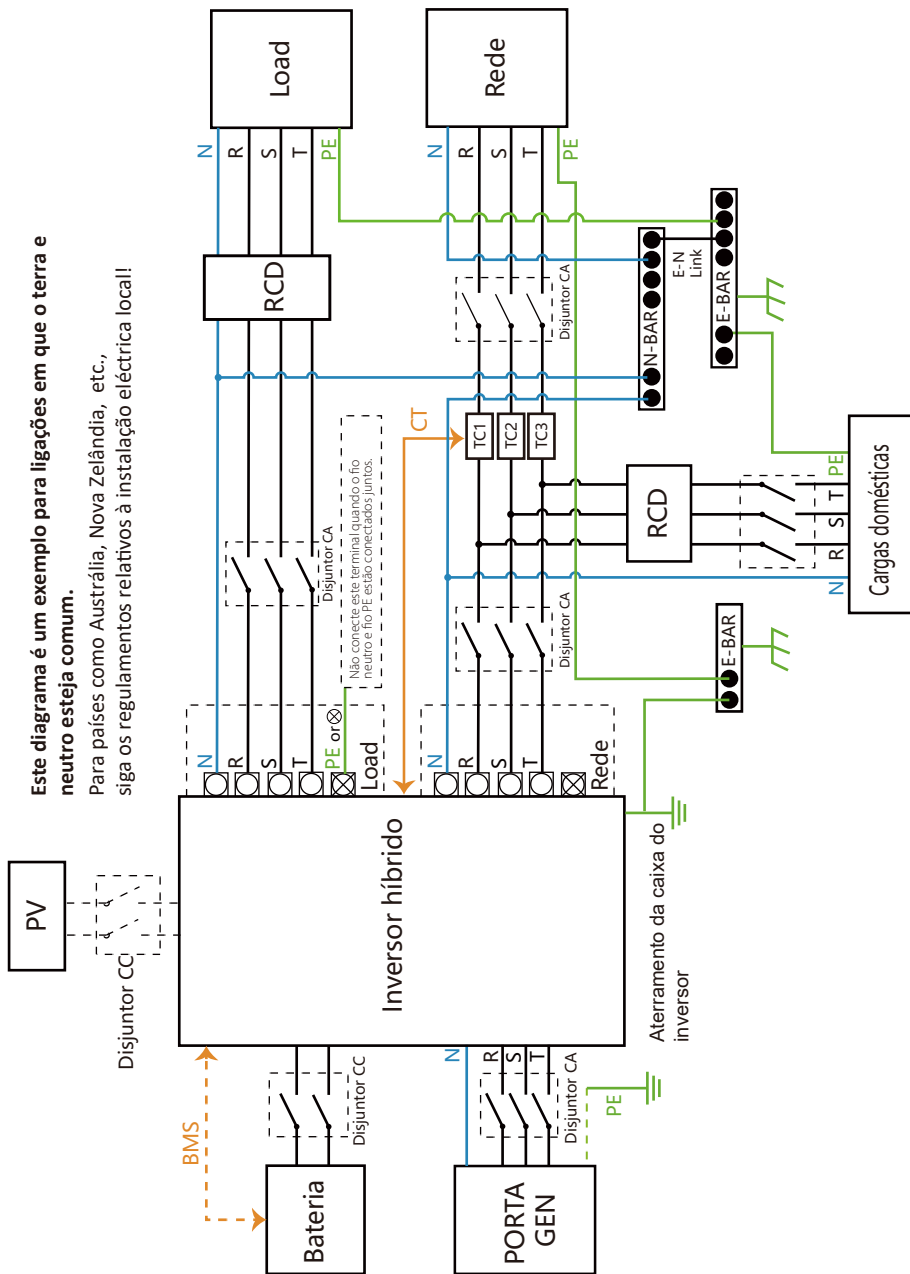 Este diagrama é um exemplo para ligações em que o terra e
neutro esteja comum.
Para países como Austrália, Nova Zelândia, etc.,
siga os regulamentos relativos à instalação eléctrica local!
PV
Disjuntor CC
BMS
Bateria
Disjuntor CC
Inversor híbrido
N
R
S
T
PE or
Load
Não conecte este terminal quando o fio
neutro e fio PE estão conectados juntos.
Disjuntor CA
RCD
N
R
S
T
PE
Load
CT
PORTA
GEN
N
R
S
T
Disjuntor CA
PE
Aterramento da caixa do
inversor
N
R
S
T
Rede
Disjuntor CA
TC1
TC2
TC3
Disjuntor CA
N
R
S
T
PE
Rede
N-BAR
E-N
Link
E-BAR
E-BAR
RCD
N
R
S
T
PE
Cargas domésticas